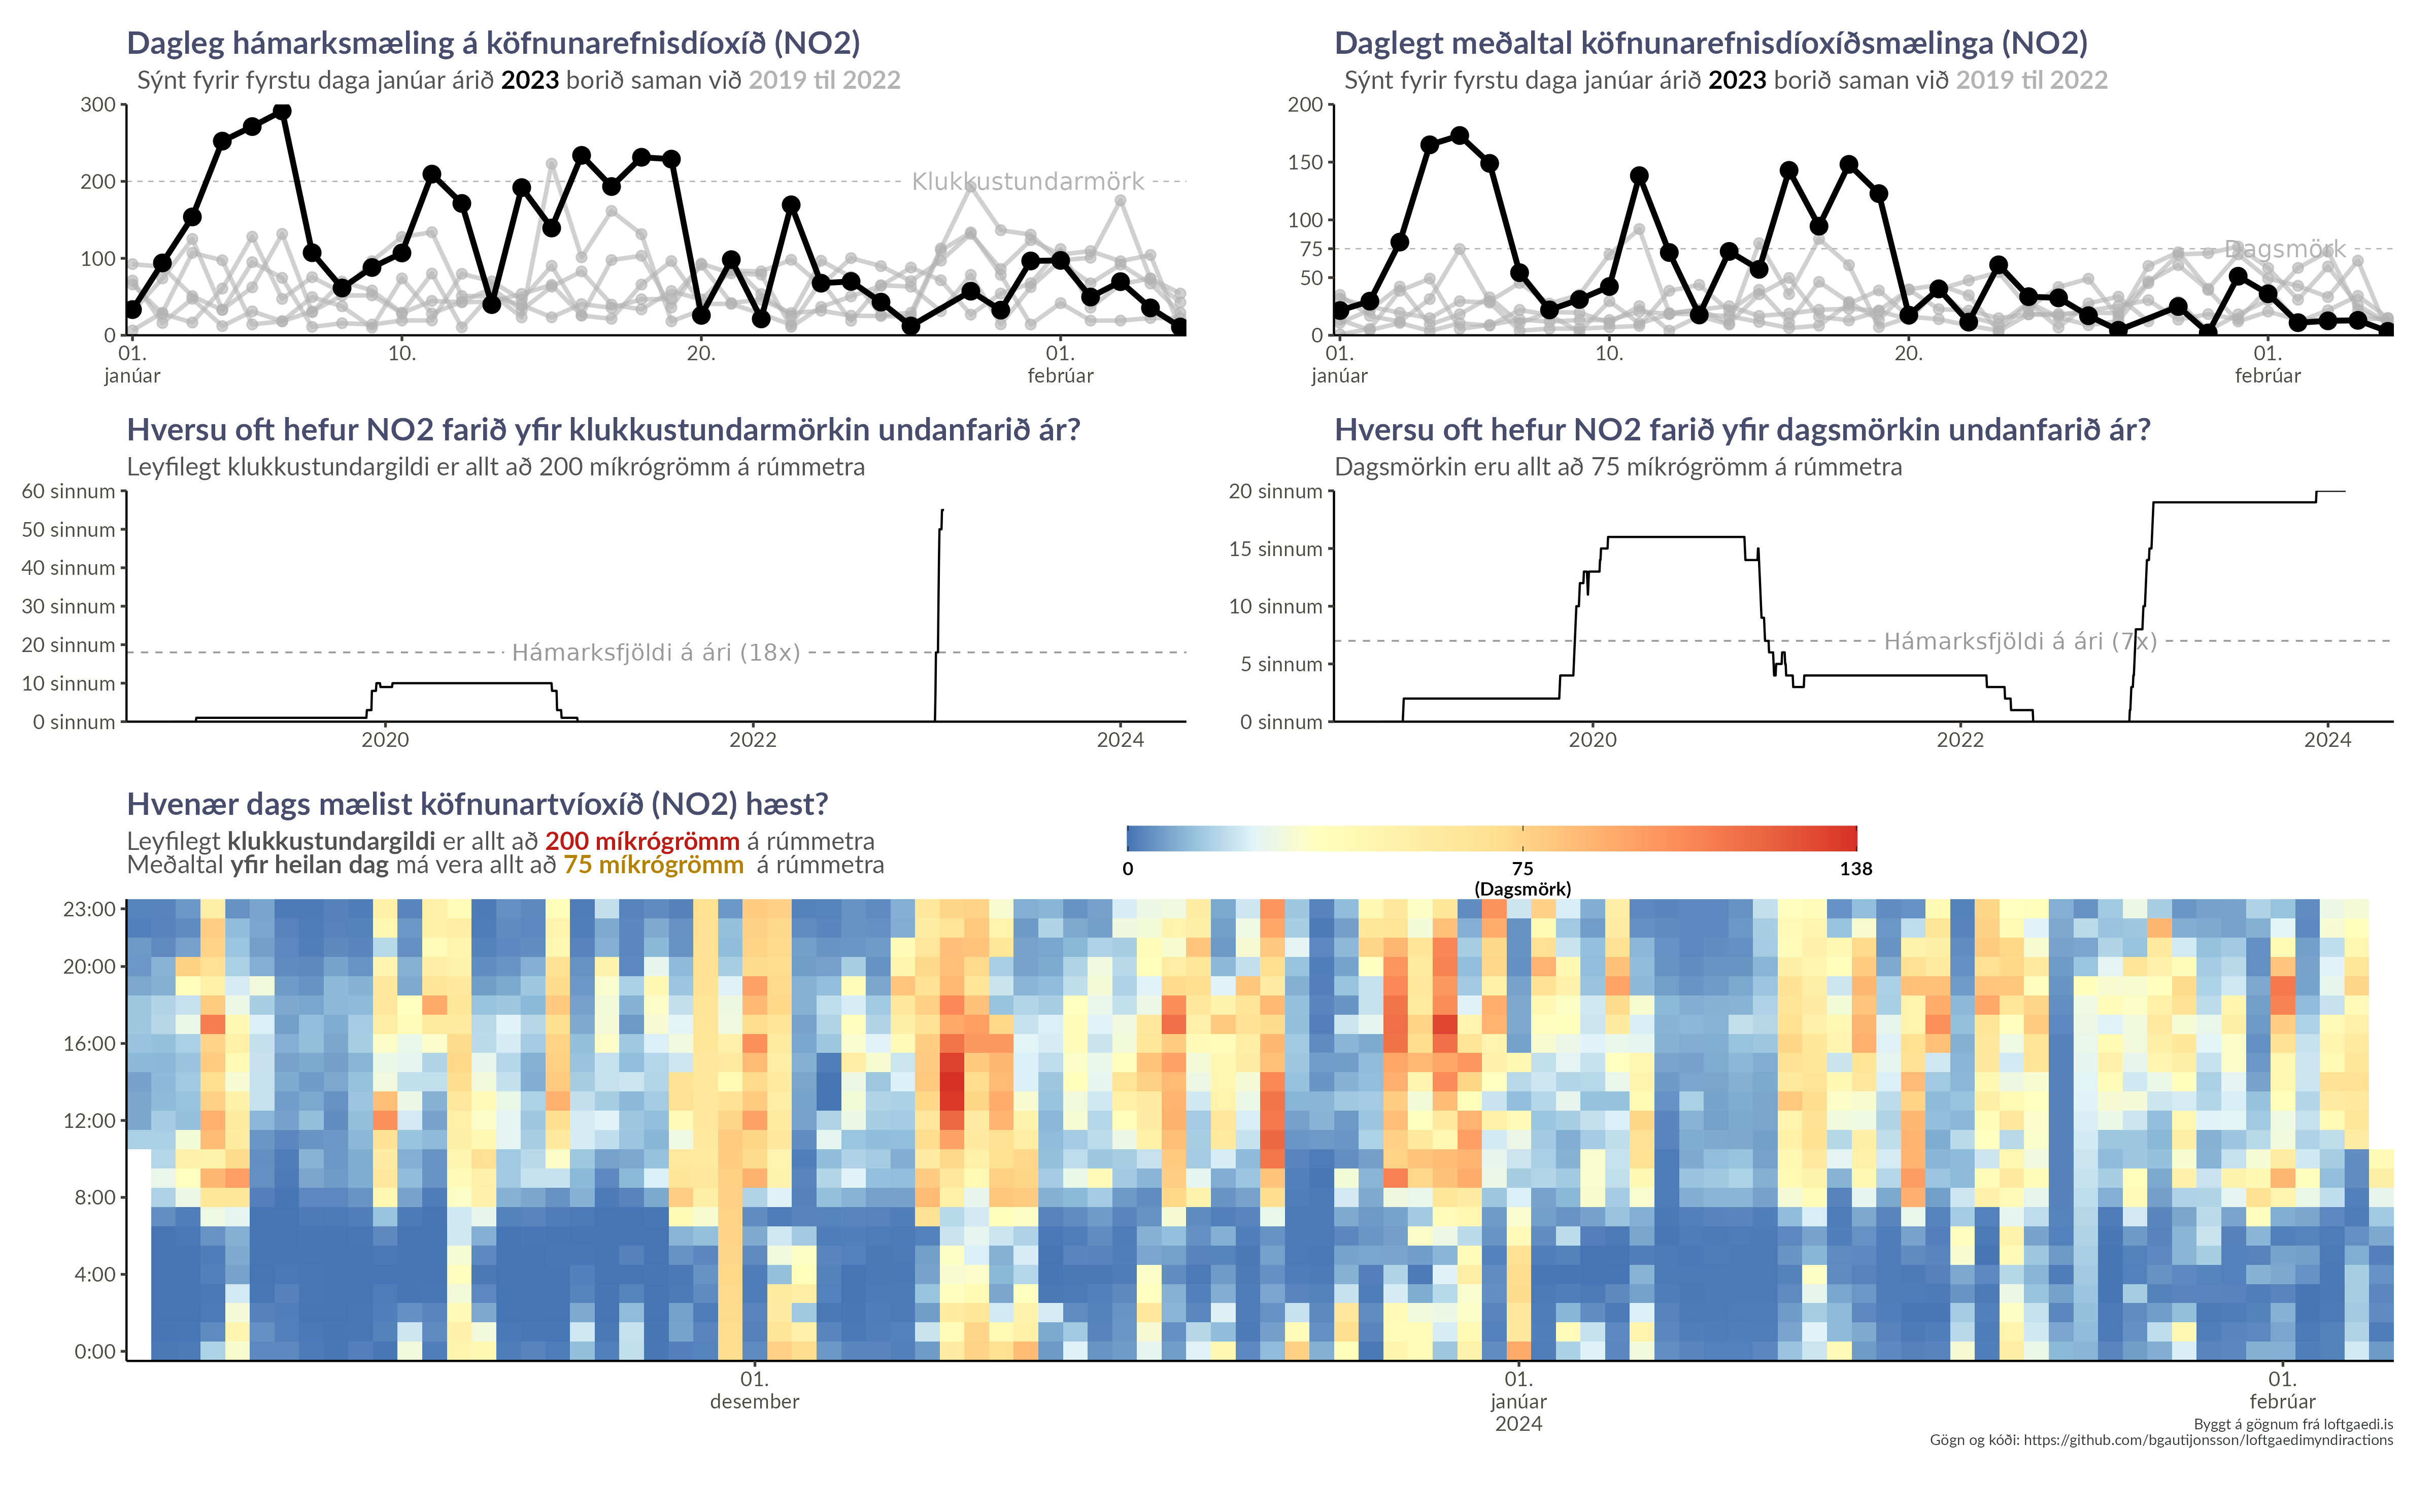 Dagleg hámarksmæling á köfnunarefnisdíoxíð (NO2)
Sýnt fyrir fyrstu daga janúar árið 2023 borið saman við 2019 til 2022
300
200
100
0
Klukkustundarmörk
01.
janúar
10.
20.
01.
febrúar
Daglegt meðaltal köfnunarefnisdíoxíðsmælinga (NO2)
Sýnt fyrir fyrstu daga janúar árið 2023 borið saman við 2019 til 2022
200
150
100
75
50
0
Dagsmörk
01.
janúar
10.
20.
01.
febrúar
Hversu oft hefur NO2 farið yfir klukkustundarmörkin undanfarið ár?
Leyfilegt klukkustundargildi er allt að 200 míkrógrömm á rúmmetra
60 sinnum
50 sinnum
40 sinnum
30 sinnum
20 sinnum
10 sinnum
0 sinnum
Hámarksfjöldi á ári (18x)
2020
2022
2024
Hversu oft hefur NO2 farið yfir dagsmörkin undanfarið ár?
Dagsmörkin eru allt að 75 míkrógrömm á rúmmetra
20 sinnum
15 sinnum
10 sinnum
5 sinnum
0 sinnum
Hámarksfjöldi á ári (7x)
2020
2022
2024
Hvenær dags mælist köfnunartvíoxíð (NO2) hæst?
Leyfilegt klukkustundargildi er allt að 200 míkrógrömm á rúmmetra
Meðaltal yfir heilan dag má vera allt að 75 míkrógrömm á rúmmetra
0
75
(Dagsmörk)
138
23:00
20:00
16:00
12:00
8:00
4:00
0:00
01.
desember
01.
janúar
2024
01.
febrúar
Byggt á gögnum frá loftgaedi.is
Gögn og kóði: https://github.com/bgautijonsson/loftgaedimyndiractions